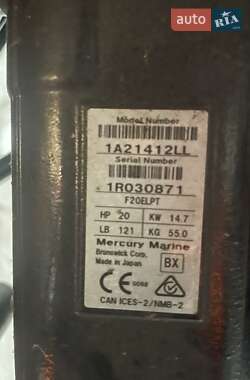 auto RIA
Model Number
1A21412LL
Serial Number
1R030871
F20ELPT
HP 20 KW 14.7
LB 121 KG 55.0
Mercury Marine
Brunswick Corp.
Made in Japan
BX
CE 0098
CAN ICES-2/NMB-2